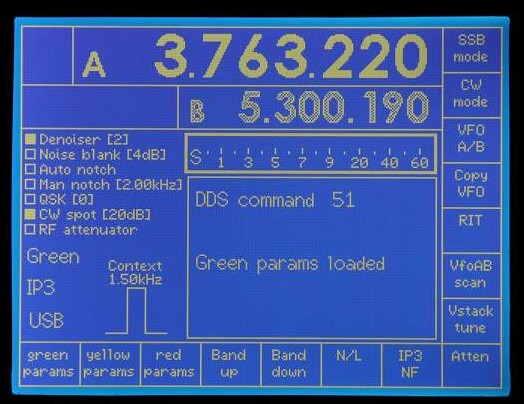 A 3.763.220
B 5.300.190
SSB mode
CW mode
VFO A/B
Copy VFO
RIT
VfoAB scan
Vstack tune
Atten
Denoiser [2]
Noise blank [4dB]
Auto notch
Man notch [2.00kHz]
QSK [0]
CW spot [20dB]
RF attenuator
S 1 3 5 7 9 20 40 60
DDS command 51
Green params loaded
Green
IP3
USB
Context
1.50kHz
green params
yellow params
red params
Band up
Band down
N/L
IP3 NF